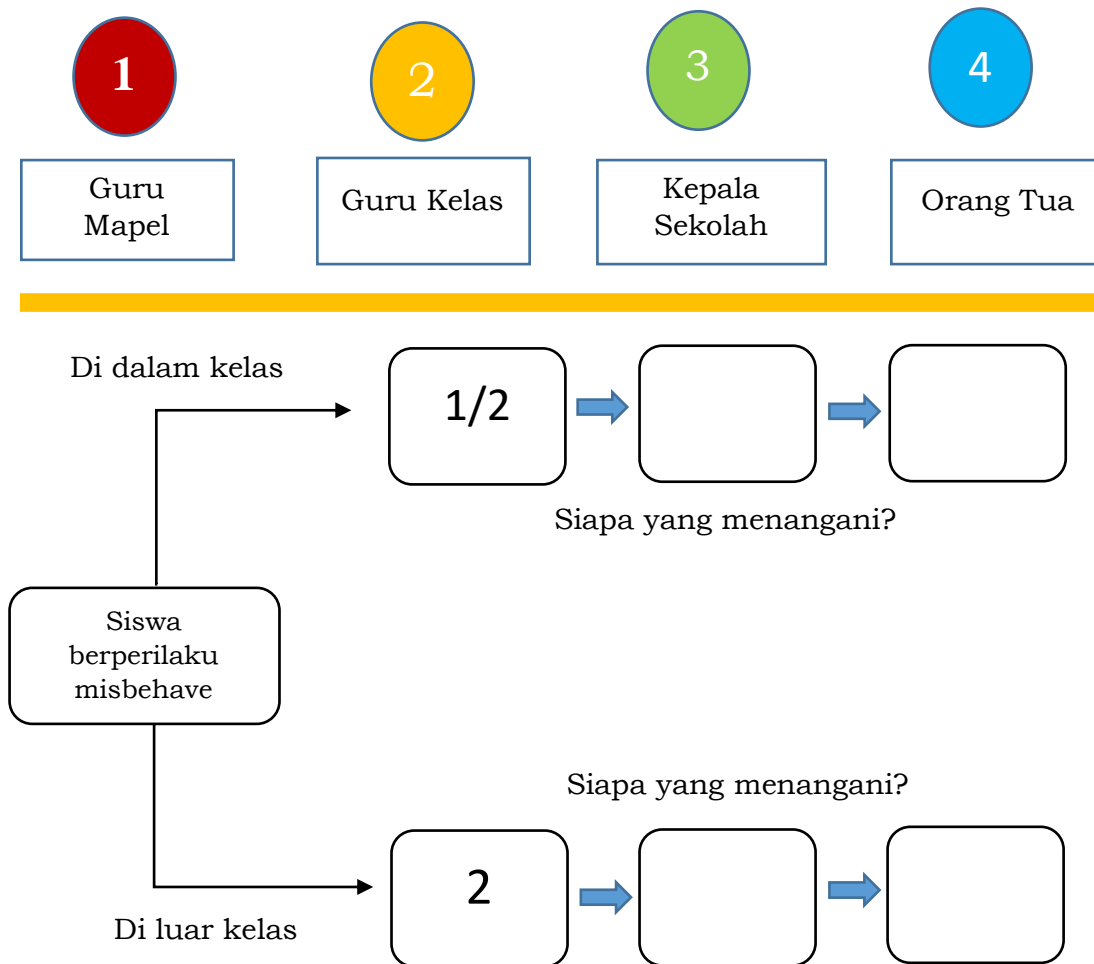 1
2
3
4
Guru
Mapel
Guru Kelas
Kepala
Sekolah
Orang Tua
Di dalam kelas
1/2
Siapa yang menangani?
Siswa
berperilaku
misbehave
Siapa yang menangani?
2
Di luar kelas